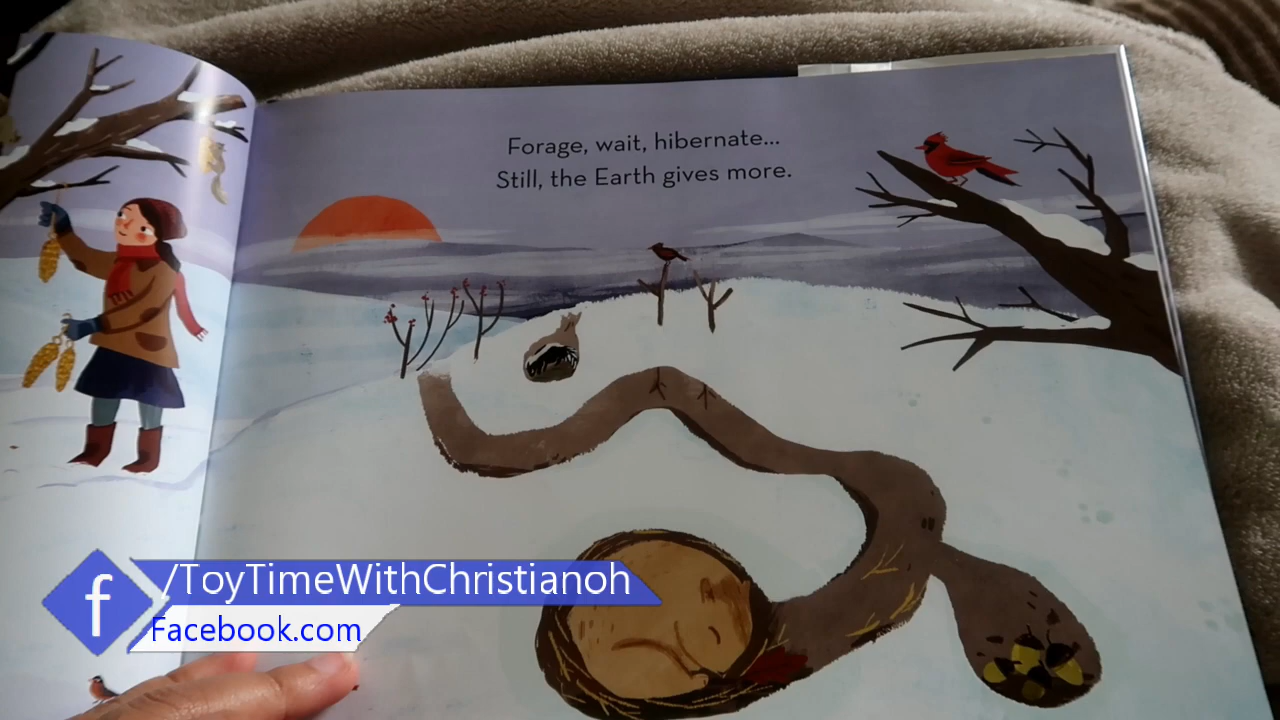 Forage, wait, hibernate...
Still, the Earth gives more.
f
/ToyTimeWithChristianoh
Facebook.com